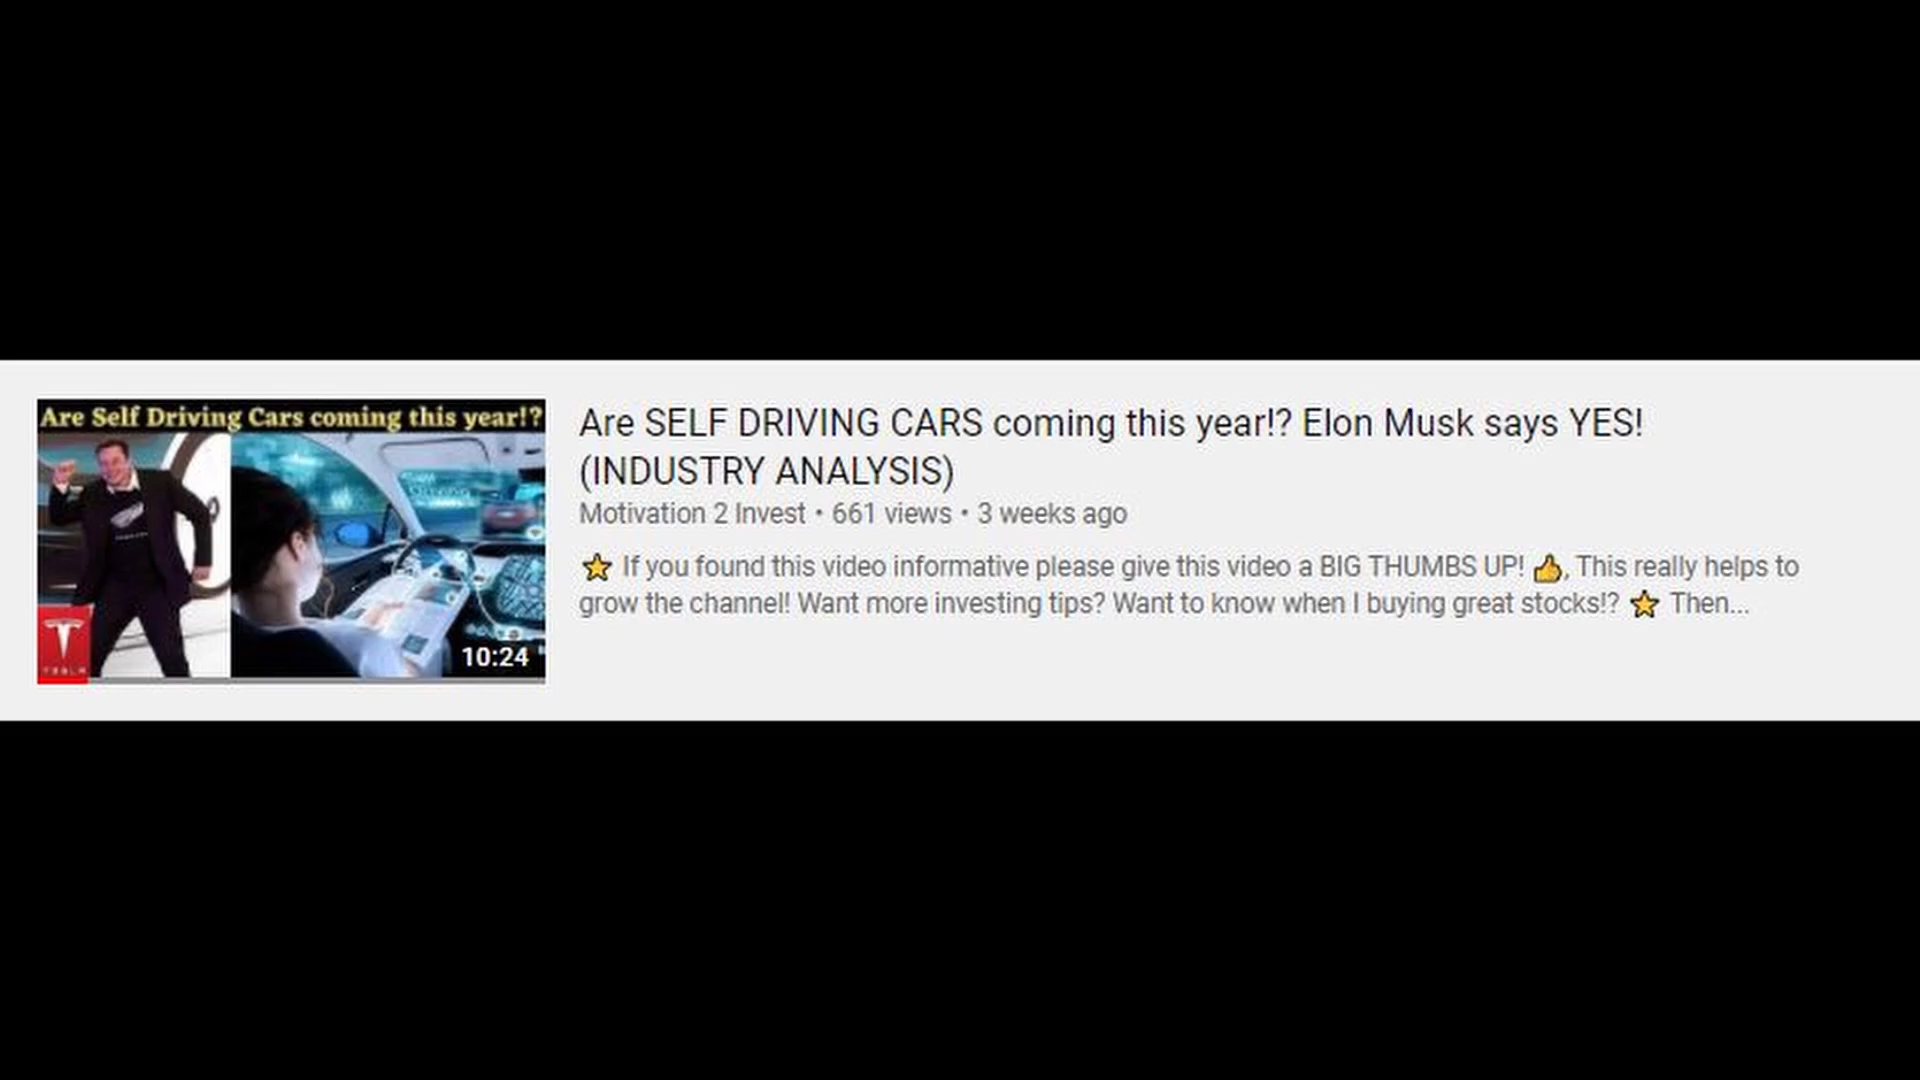 Are Self Driving Cars coming this year!?
TESLA
10:24
Are SELF DRIVING CARS coming this year!? Elon Musk says YES!
(INDUSTRY ANALYSIS)
Motivation 2 Invest • 661 views • 3 weeks ago
⭐ If you found this video informative please give this video a BIG THUMBS UP! 👍, This really helps to
grow the channel! Want more investing tips? Want to know when I buying great stocks!? ⭐ Then...